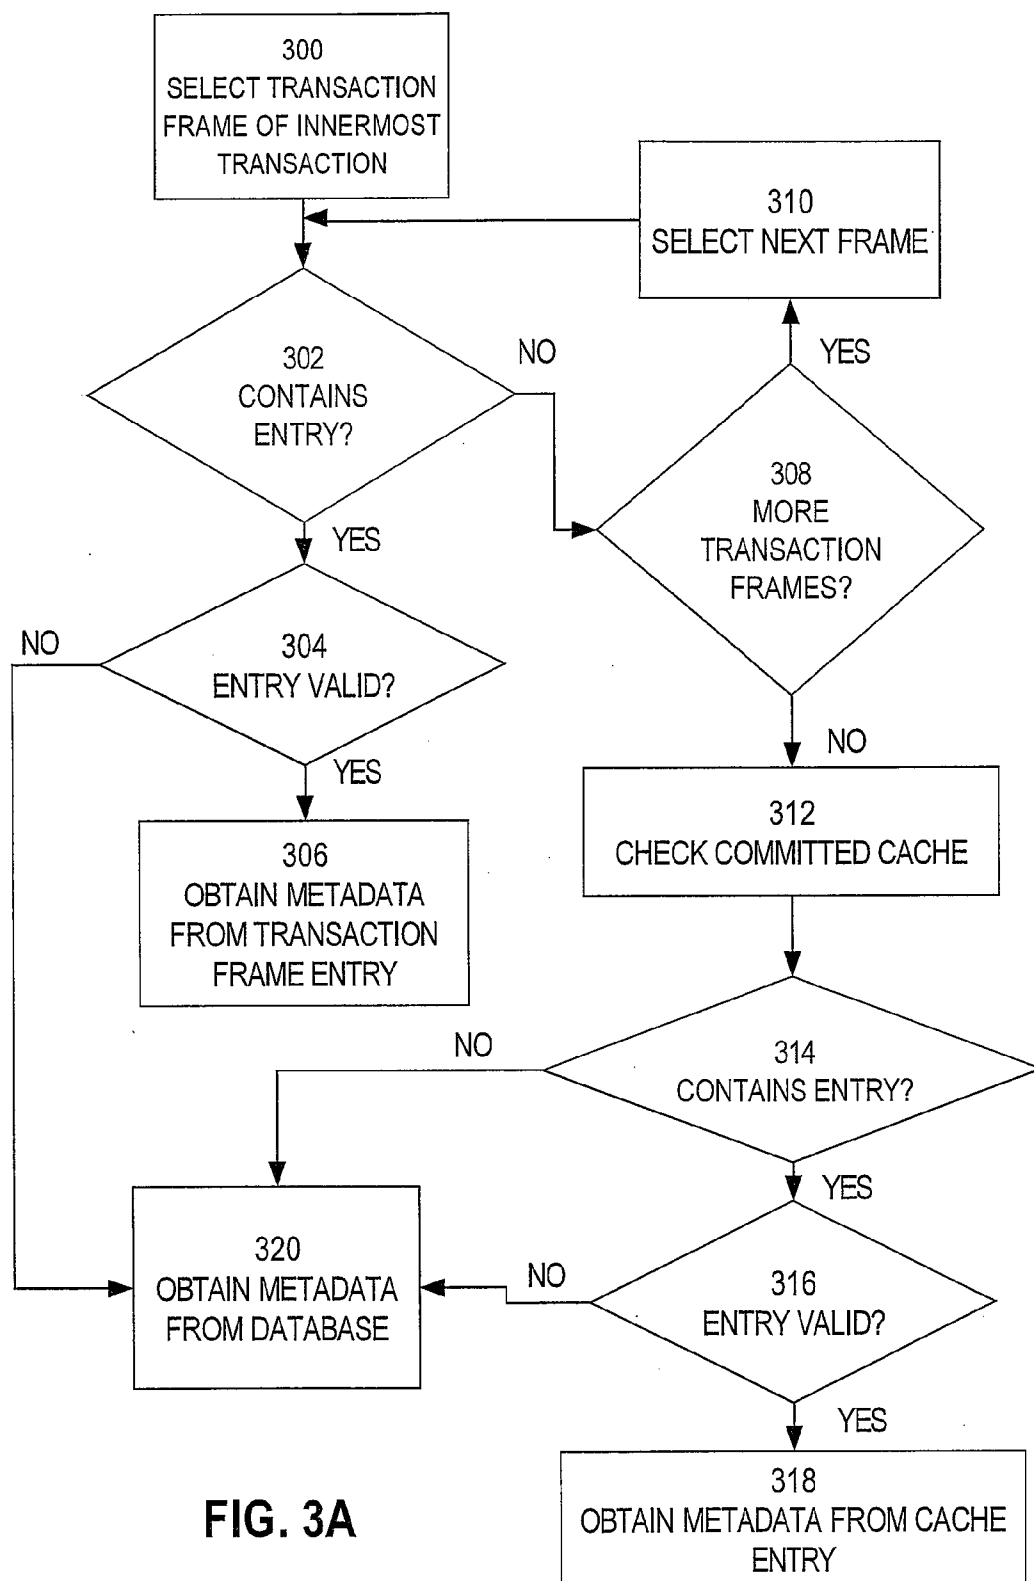 300
SELECT TRANSACTION
FRAME OF INNERMOST
TRANSACTION
310
SELECT NEXT FRAME
302
CONTAINS
ENTRY?
NO
YES
308
MORE
TRANSACTION
FRAMES?
YES
304
ENTRY VALID?
NO
NO
YES
312
CHECK COMMITTED CACHE
306
OBTAIN METADATA
FROM TRANSACTION
FRAME ENTRY
314
CONTAINS ENTRY?
NO
YES
320
OBTAIN METADATA
FROM DATABASE
316
ENTRY VALID?
NO
YES
318
OBTAIN METADATA FROM CACHE
ENTRY
FIG. 3A